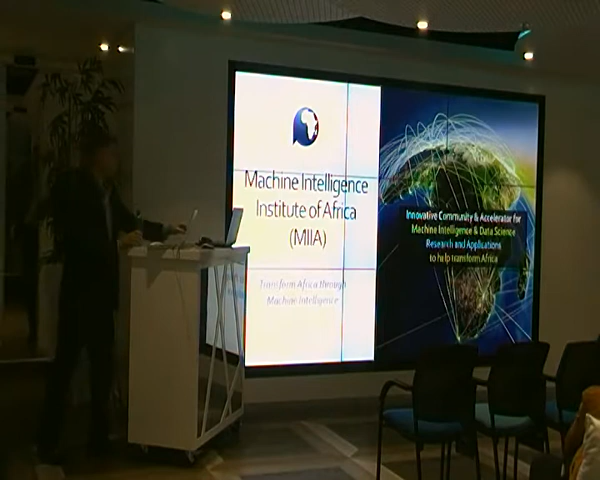 Machine Intelligence
Institute of Africa
(MIIA)
Transform Africa through
Machine Intelligence
Innovative Community & Accelerator for
Machine Intelligence & Data Science
Research and Applications
to help transform Africa